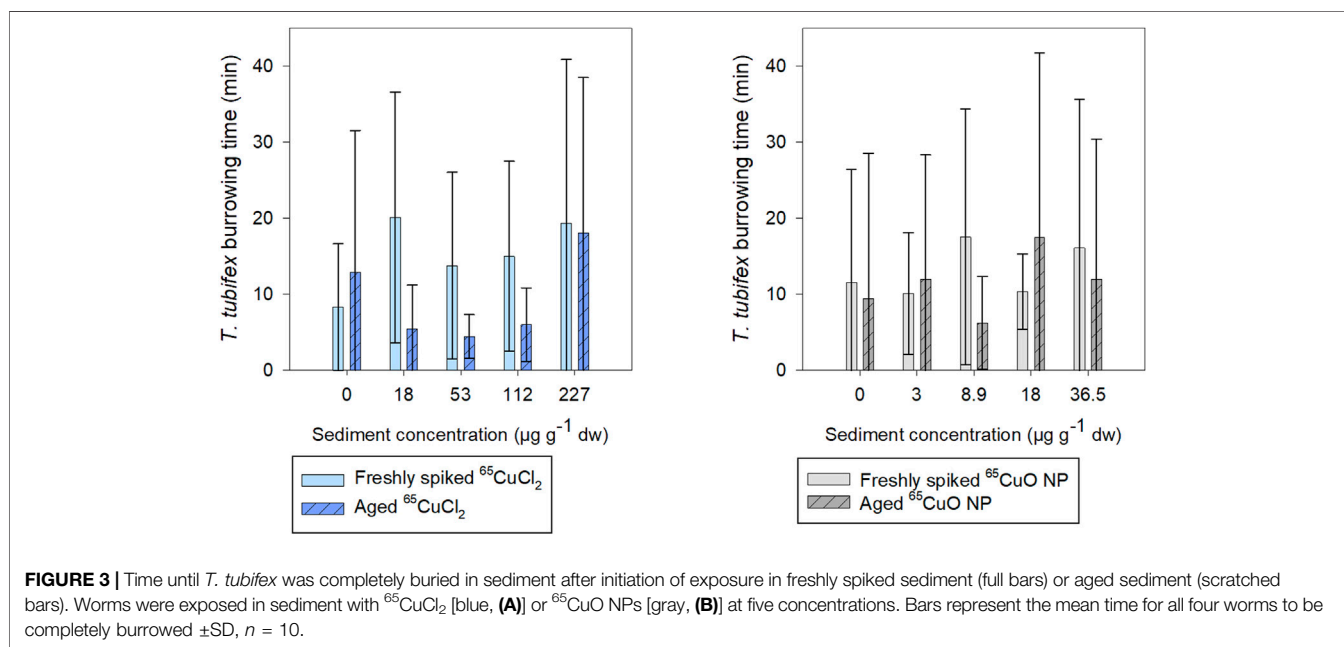 T. tubifex burrowing time (min)
40
30
20
10
0
0 18 53 112 227
Sediment concentration (µg g⁻¹ dw)
Freshly spiked ⁶⁵CuCl₂
Aged ⁶⁵CuCl₂
T. tubifex burrowing time (min)
40
30
20
10
0
0 3 8.9 18 36.5
Sediment concentration (µg g⁻¹ dw)
Freshly spiked ⁶⁵CuO NP
Aged ⁶⁵CuO NP
FIGURE 3 | Time until T. tubifex was completely buried in sediment after initiation of exposure in freshly spiked sediment (full bars) or aged sediment (scratched
bars). Worms were exposed in sediment with ⁶⁵CuCl₂ [blue, (A)] or ⁶⁵CuO NPs [gray, (B)] at five concentrations. Bars represent the mean time for all four worms to be
completely burrowed ±SD, n = 10.